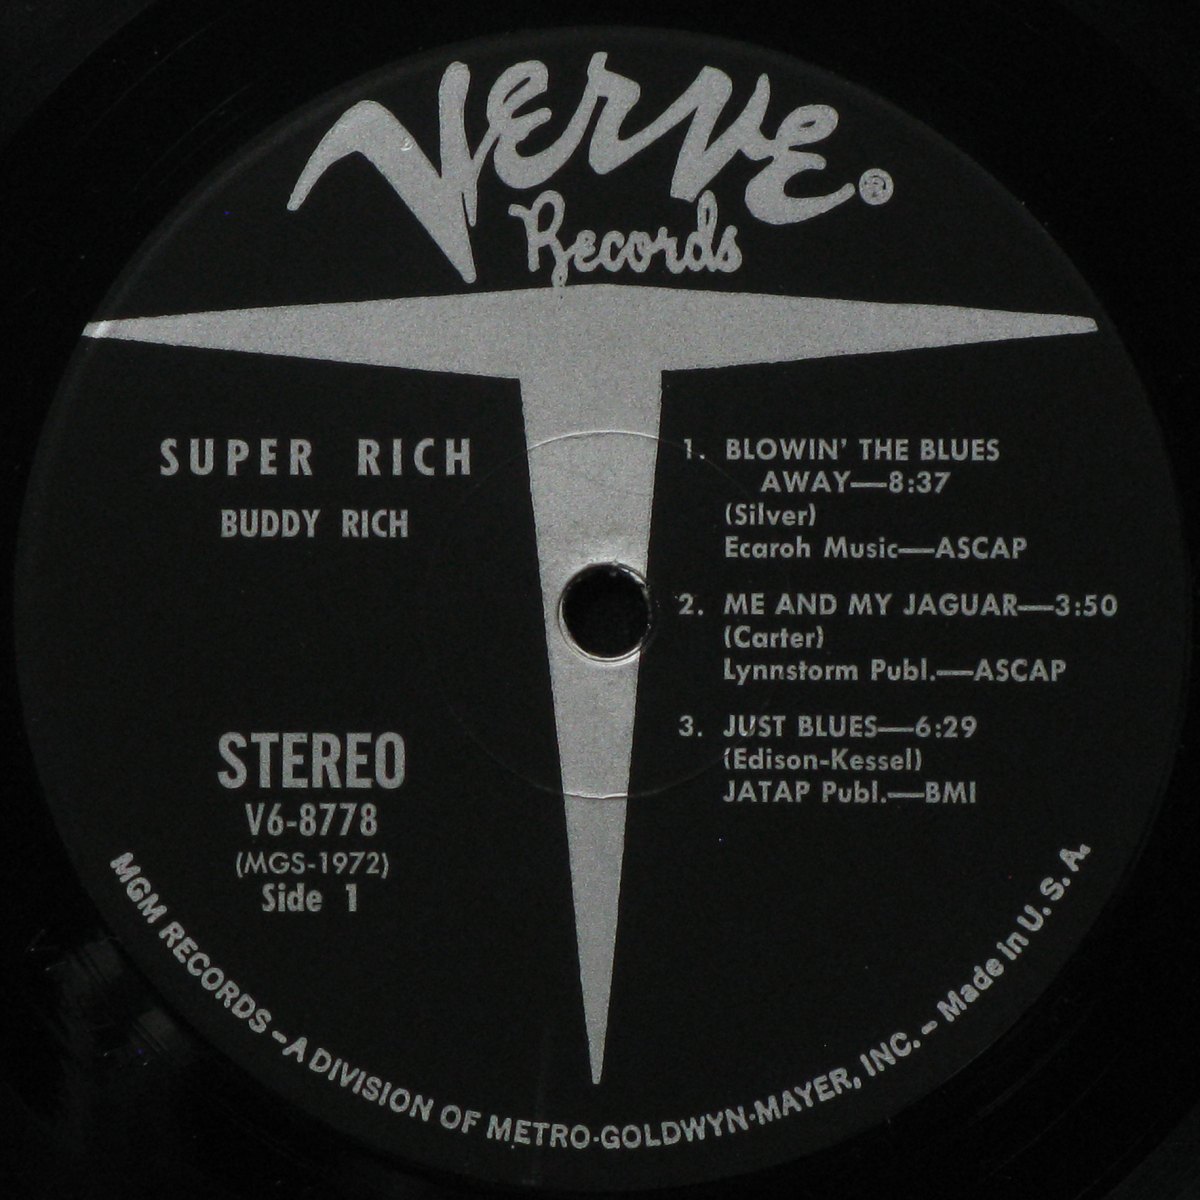 Verve®
Records
SUPER RICH
BUDDY RICH
STEREO
V6-8778
(MGS-1972)
Side 1
1. BLOWIN' THE BLUES
AWAY—8:37
(Silver)
Ecaroh Music—ASCAP
2. ME AND MY JAGUAR—3:50
(Carter)
Lynnstorm Publ.—ASCAP
3. JUST BLUES—6:29
(Edison-Kessel)
JATAP Publ.—BMI
MGM RECORDS – A DIVISION OF METRO-GOLDWYN-MAYER, INC. – Made in U. S. A.